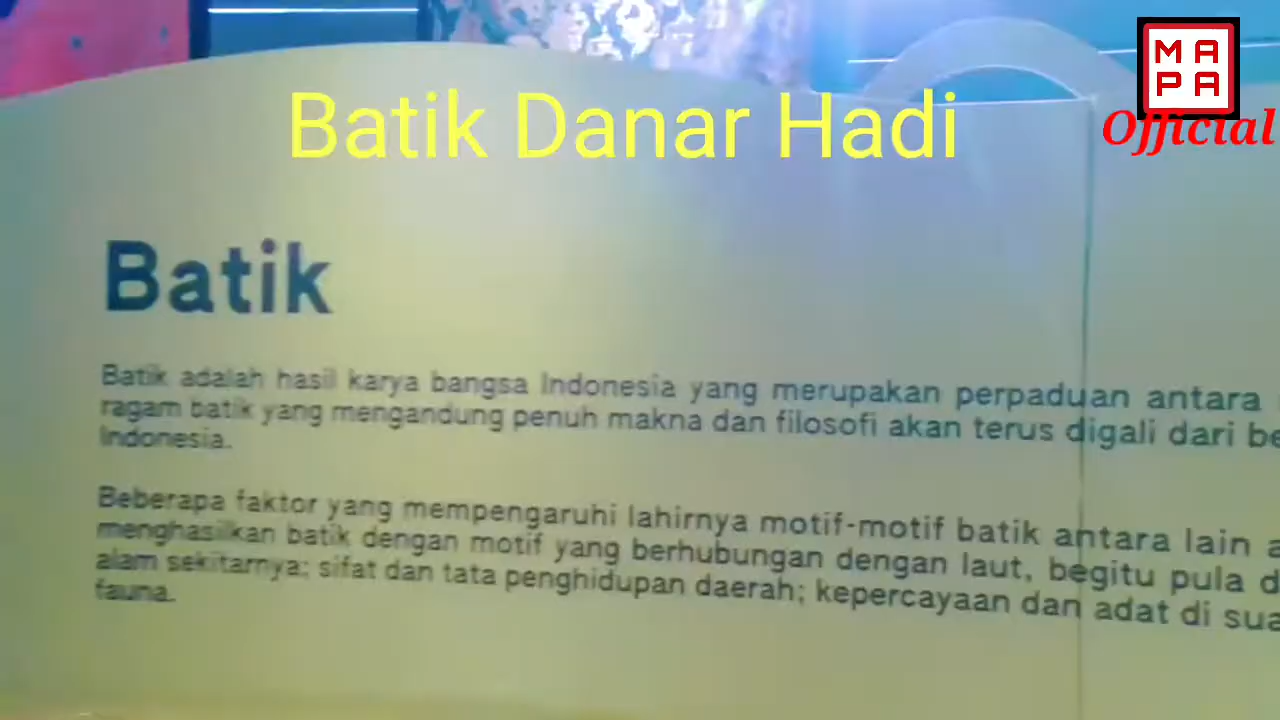 MA
PA
Official
Batik Danar Hadi
Batik
Batik adalah hasil karya bangsa Indonesia yang merupakan perpaduan antara
ragam batik yang mengandung penuh makna dan filosofi akan terus digali dari
Indonesia.
Beberapa faktor yang mempengaruhi lahirnya motif-motif batik antara lain
menghasilkan batik dengan motif yang berhubungan dengan laut, begitu pula
alam sekitarnya; sifat dan tata penghidupan daerah; kepercayaan dan adat di
fauna.